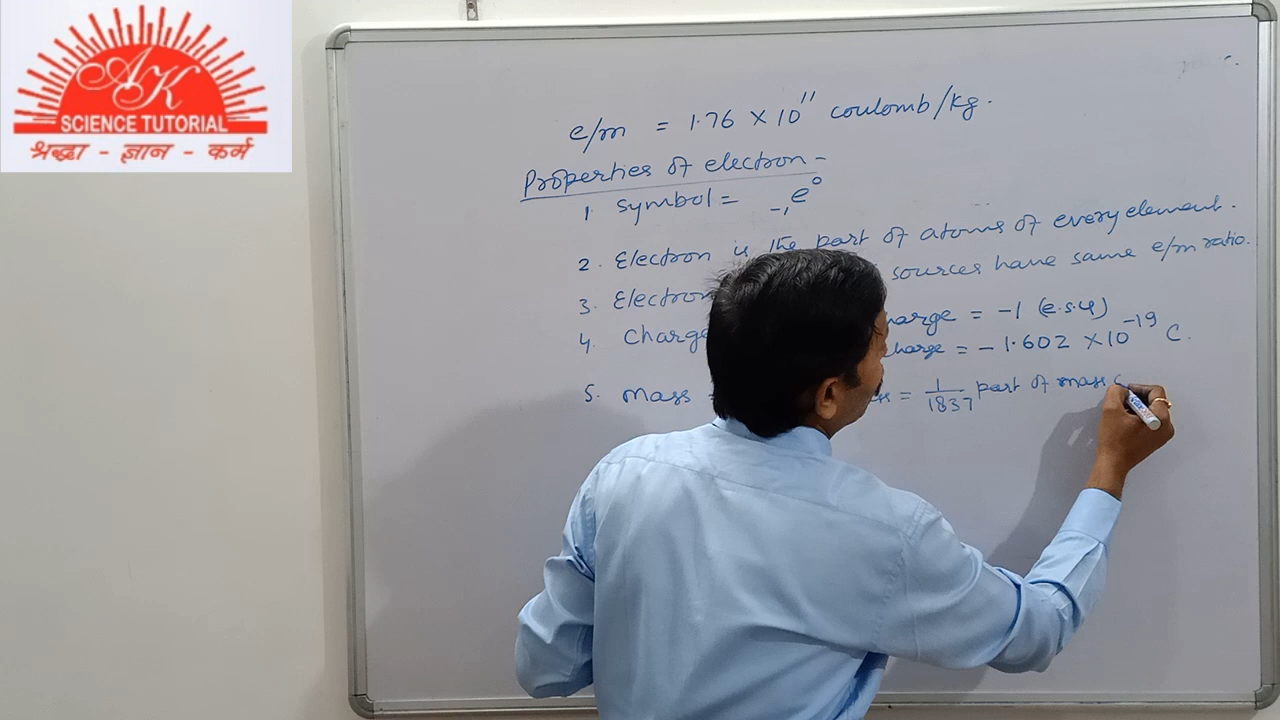 AK
SCIENCE TUTORIAL
श्रद्धा - ज्ञान - कर्म
e/m = 1.76 × 10¹¹ coulomb/kg.
Properties of electron -
1. Symbol = ₋₁e⁰
2. Electron is the part of atoms of every element.
3. Electron sources have same e/m ratio.
4. Charge harge = -1 (e.s.u)
charge = -1.602 × 10⁻¹⁹ C.
5. Mass = 1/1837 part of mass